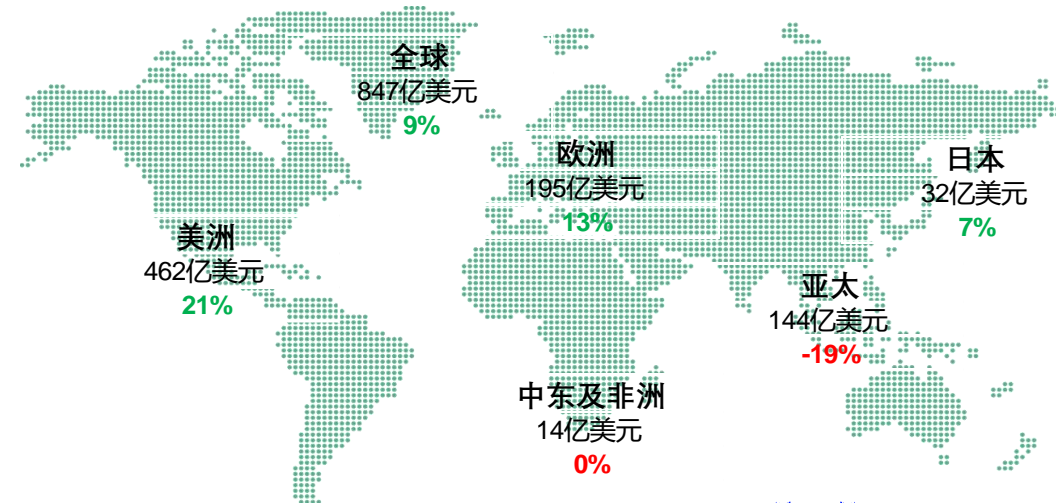 全球
847亿美元
9%
欧洲
195亿美元
13%
日本
32亿美元
7%
美洲
462亿美元
21%
亚太
144亿美元
-19%
中东及非洲
14亿美元
0%